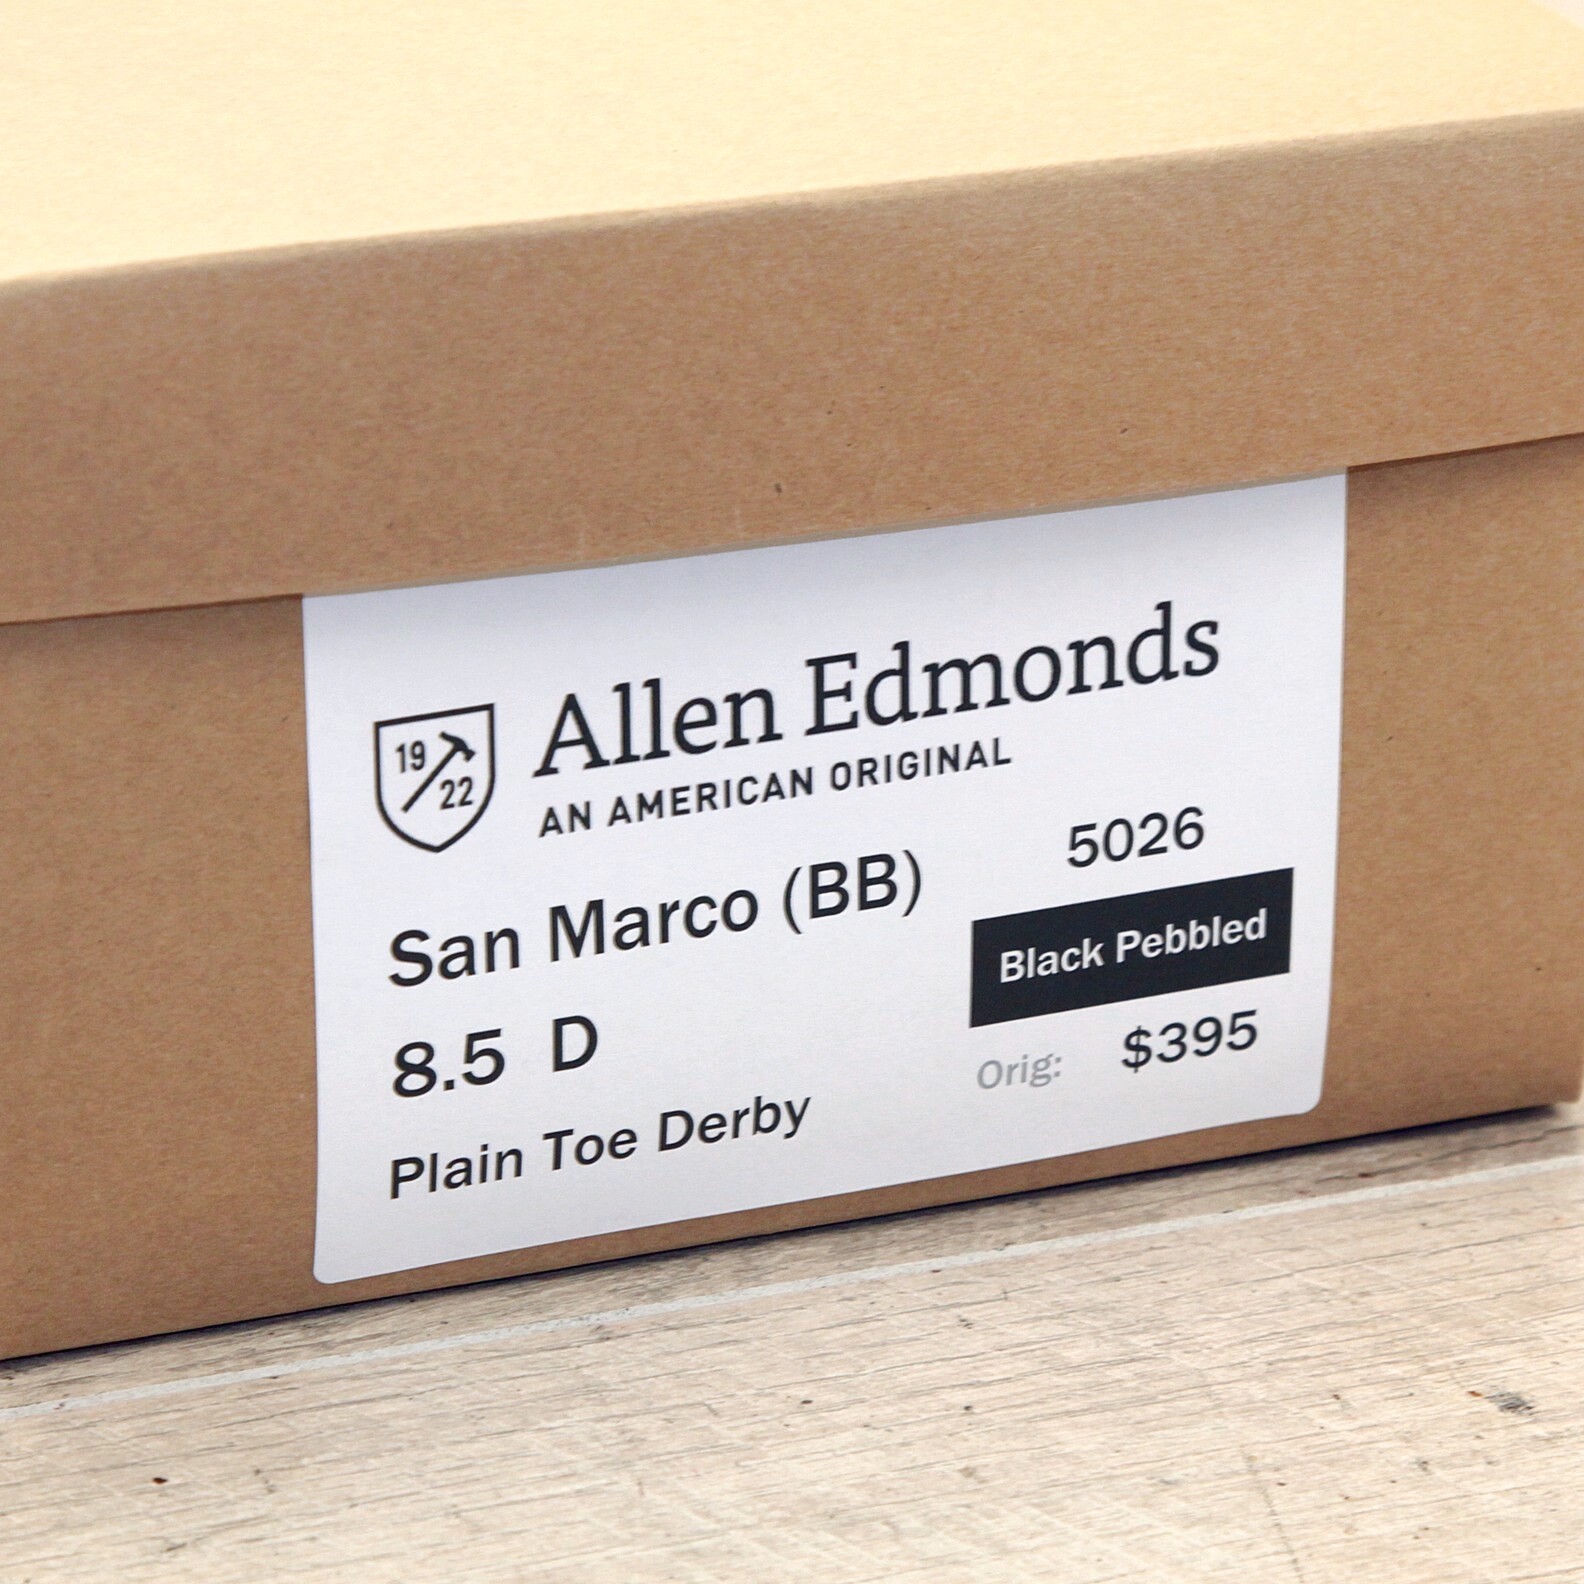 19
22
Allen Edmonds
AN AMERICAN ORIGINAL
San Marco (BB)
8.5 D
Plain Toe Derby
5026
Black Pebbled
Orig: $395